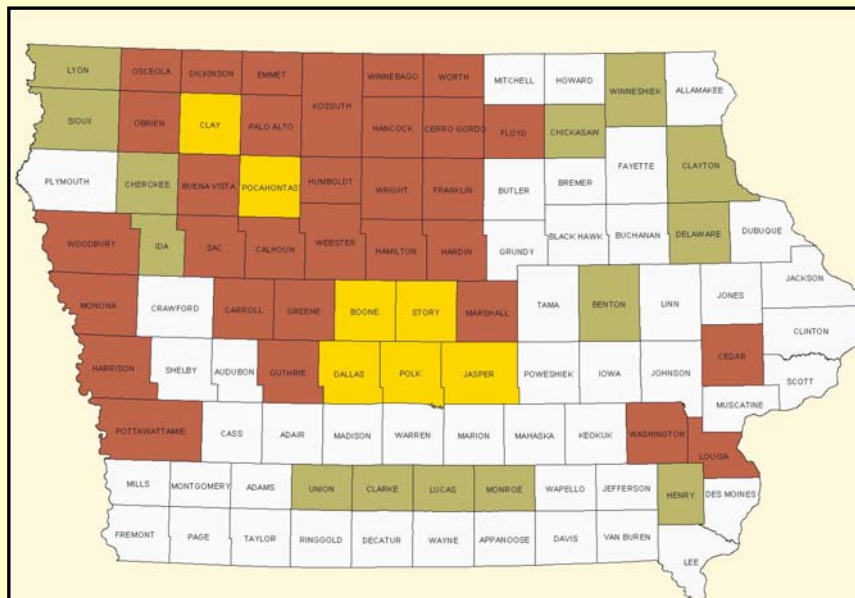 LYON OSCEOLA DICKINSON EMMET WINNEBAGO WORTH MITCHELL HOWARD WINNESHIEK ALLAMAKEE
KOSSUTH
SIOUX OBRIEN CLAY PALO ALTO HANCOCK CERRO GORDO FLOYD CHICKASAW
FAYETTE CLAYTON
PLYMOUTH CHEROKEE BUENA VISTA POCAHONTAS HUMBOLDT WRIGHT FRANKLIN BUTLER BREMER
WOODBURY IDA SAC CALHOUN WEBSTER HAMILTON HARDIN GRUNDY BLACK HAWK BUCHANAN DELAWARE DUBUQUE
JACKSON
MONONA CRAWFORD CARROLL GREENE BOONE STORY MARSHALL TAMA BENTON LINN JONES
CLINTON
HARRISON SHELBY AUDUBON GUTHRIE DALLAS POLK JASPER POWESHIEK IOWA JOHNSON CEDAR
SCOTT
MUSCATINE
POTTAWATTAMIE CASS ADAIR MADISON WARREN MARION MAHASKA KEOKUK WASHINGTON
LOUISA
MILLS MONTGOMERY ADAMS UNION CLARKE LUCAS MONROE WAPELLO JEFFERSON HENRY DES MOINES
FREMONT PAGE TAYLOR RINGGOLD DECATUR WAYNE APPANOOSE DAVIS VAN BUREN
LEE